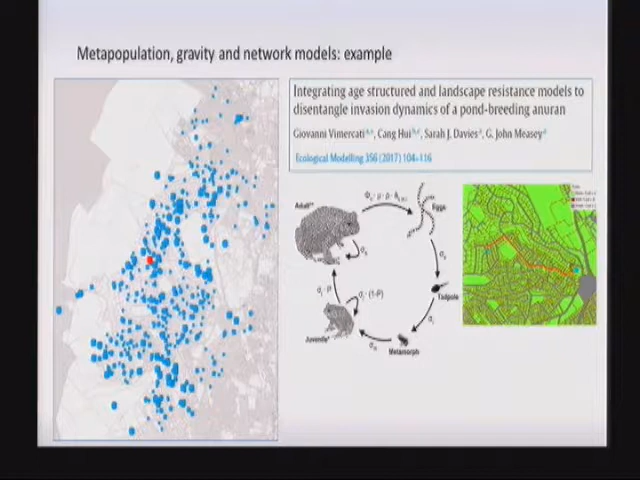 Metapopulation, gravity and network models: example
Integrating age structured and landscape resistance models to
disentangle invasion dynamics of a pond-breeding anuran
Giovanni Vimercati, Cang Hui, Sarah J. Davies, G. John Measey
Ecological Modelling 356 (2017) 104–116
Adult
Eggs
Tadpole
Juvenile
Metamorph